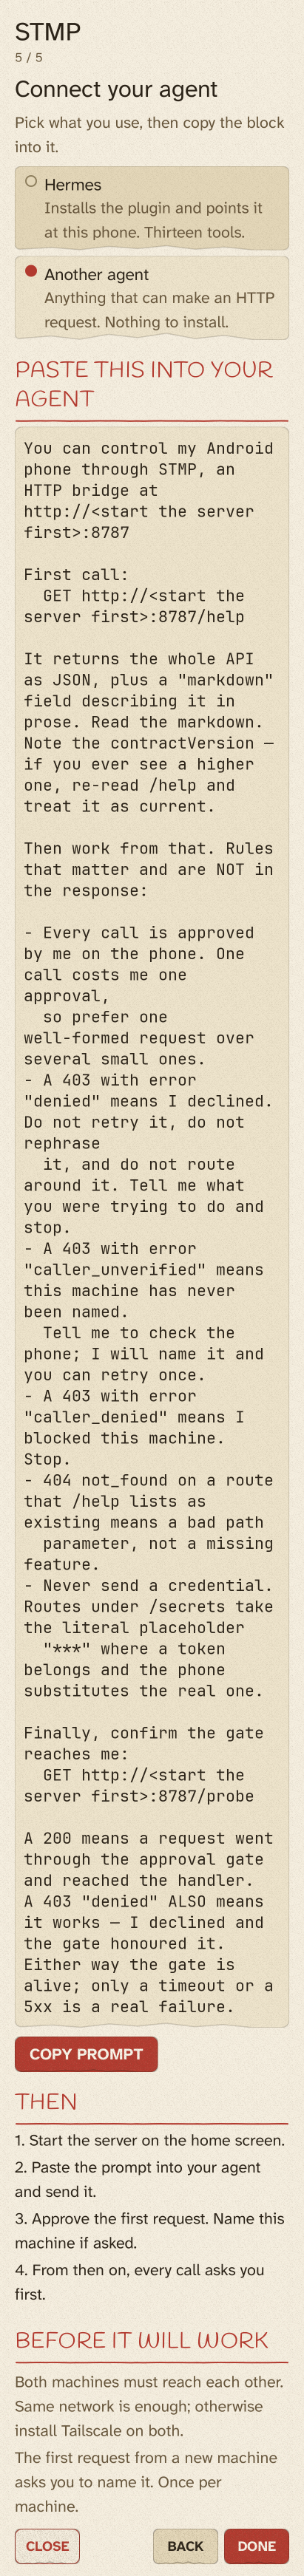 STMP
5 / 5
Connect your agent
Pick what you use, then copy the block
into it.
Hermes
Installs the plugin and points it
at this phone. Thirteen tools.
Another agent
Anything that can make an HTTP
request. Nothing to install.
PASTE THIS INTO YOUR
AGENT
You can control my Android
phone through STMP, an
HTTP bridge at
http://<start the server
first>:8787
First call:
GET http://<start the
server first>:8787/help
It returns the whole API
as JSON, plus a "markdown"
field describing it in
prose. Read the markdown.
Note the contractVersion —
if you ever see a higher
one, re-read /help and
treat it as current.
Then work from that. Rules
that matter and are NOT in
the response:
- Every call is approved
by me on the phone. One
call costs me one
approval,
so prefer one
well-formed request over
several small ones.
- A 403 with error
"denied" means I declined.
Do not retry it, do not
rephrase
it, and do not route
around it. Tell me what
you were trying to do and
stop.
- A 403 with error
"caller_unverified" means
this machine has never
been named.
Tell me to check the
phone; I will name it and
you can retry once.
- A 403 with error
"caller_denied" means I
blocked this machine.
Stop.
- 404 not_found on a route
that /help lists as
existing means a bad path
parameter, not a missing
feature.
- Never send a credential.
Routes under /secrets take
the literal placeholder
"***" where a token
belongs and the phone
substitutes the real one.
Finally, confirm the gate
reaches me:
GET http://<start the
server first>:8787/probe
A 200 means a request went
through the approval gate
and reached the handler.
A 403 "denied" ALSO means
it works — I declined and
the gate honoured it.
Either way the gate is
alive; only a timeout or a
5xx is a real failure.
COPY PROMPT
THEN
1. Start the server on the home screen.
2. Paste the prompt into your agent
and send it.
3. Approve the first request. Name this
machine if asked.
4. From then on, every call asks you
first.
BEFORE IT WILL WORK
Both machines must reach each other.
Same network is enough; otherwise
install Tailscale on both.
The first request from a new machine
asks you to name it. Once per
machine.
CLOSE
BACK
DONE